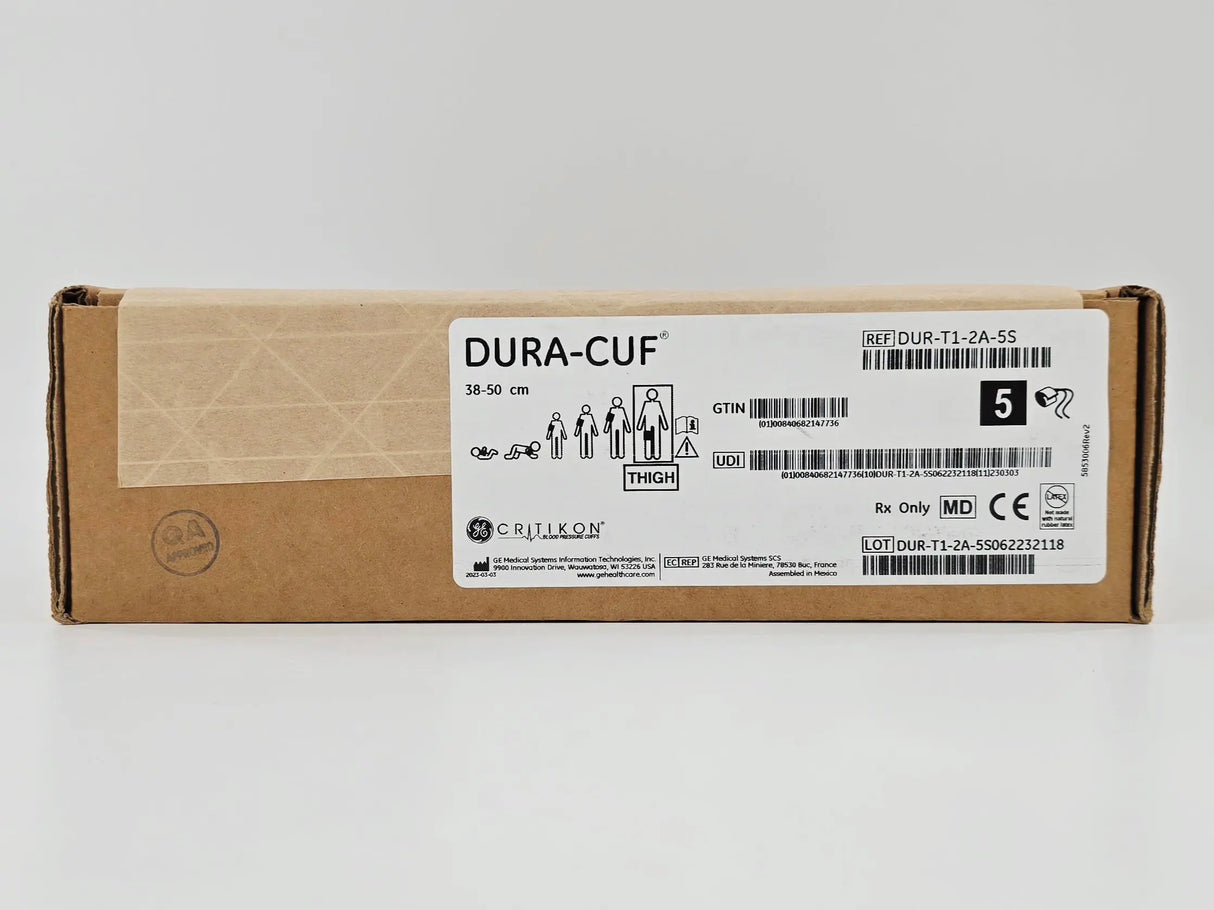 DURA-CUF®
38-50 cm
THIGH
REF DUR-T1-2A-5S
5
GTIN
(01)00840682147736
UDI
(01)00840682147736(10)DUR-T1-2A-5S062232118(11)230303
5853006Rev2
Rx Only MD CE
LATEX
Not made
with natural
rubber latex
LOT DUR-T1-2A-5S062232118
GE CRITIKON®
BLOOD PRESSURE CUFFS
2023-03-03
GE Medical Systems Information Technologies, Inc.
9900 Innovation Drive, Wauwatosa, WI 53226 USA
www.gehealthcare.com
EC REP GE Medical Systems SCS
283 Rue de la Miniere, 78530 Buc, France
Assembled in Mexico
QA
APPROVED